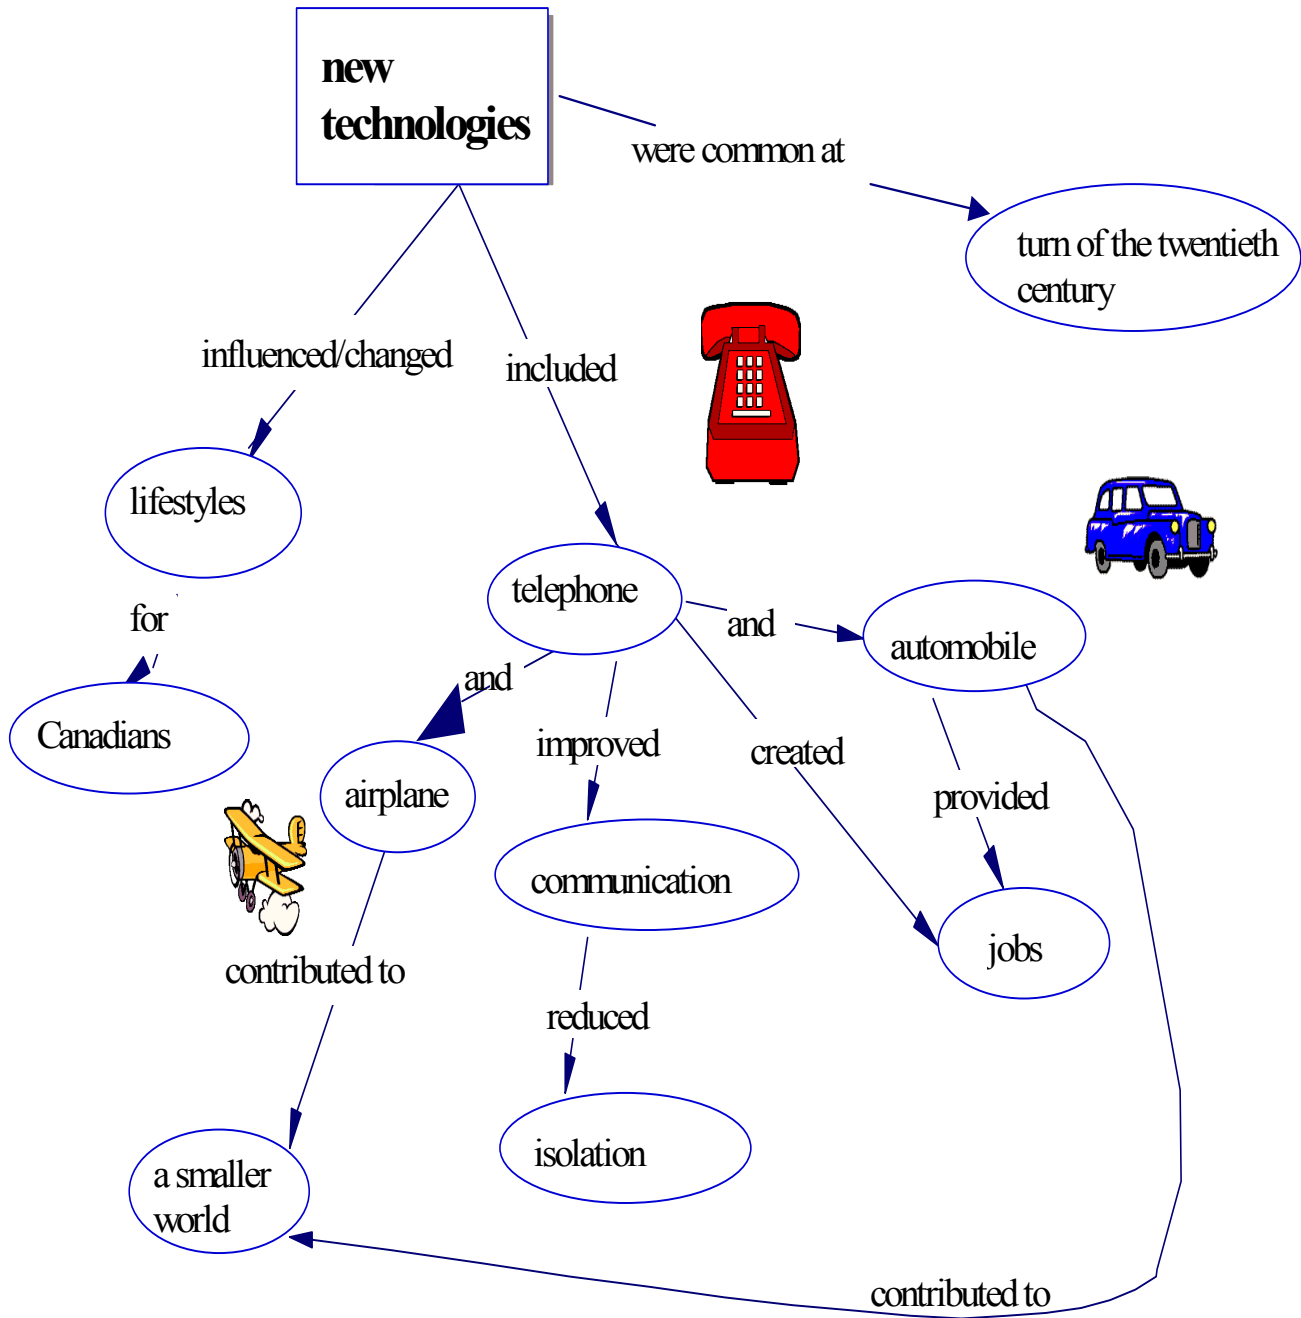 new
technologies
were common at
turn of the twentieth
century
influenced/changed
included
lifestyles
telephone
for
and
automobile
and
Canadians
improved
created
airplane
provided
communication
jobs
contributed to
reduced
isolation
a smaller
world
contributed to